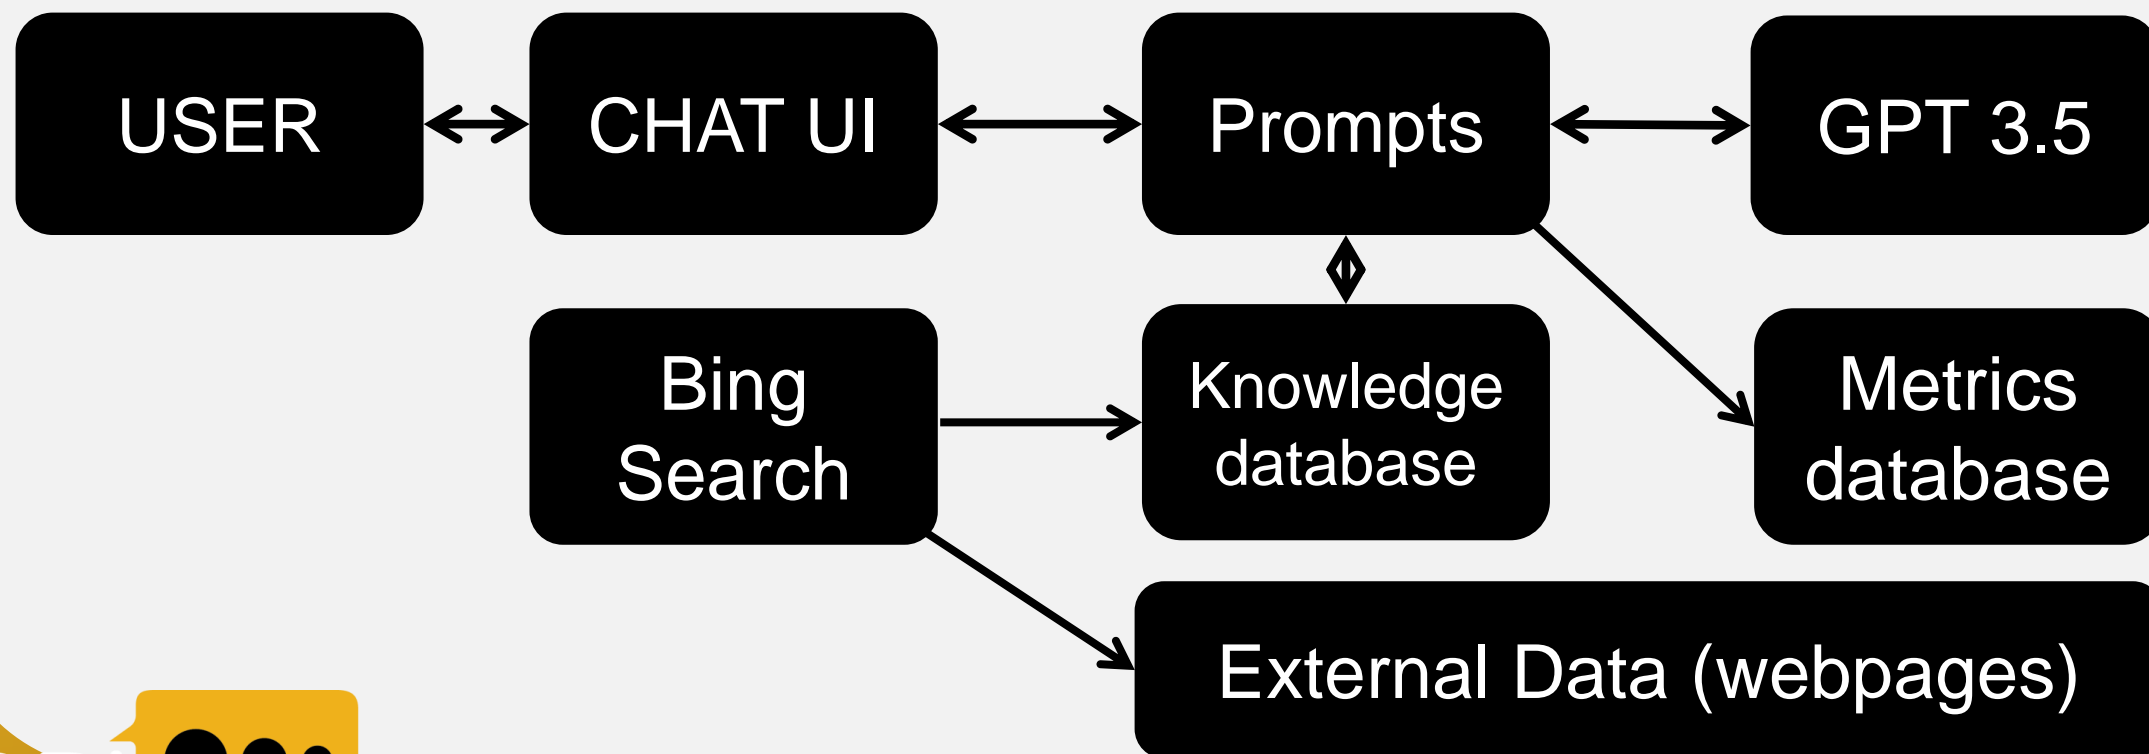 USER
CHAT UI
Prompts
GPT 3.5
Bing
Search
Knowledge
database
Metrics
database
External Data (webpages)